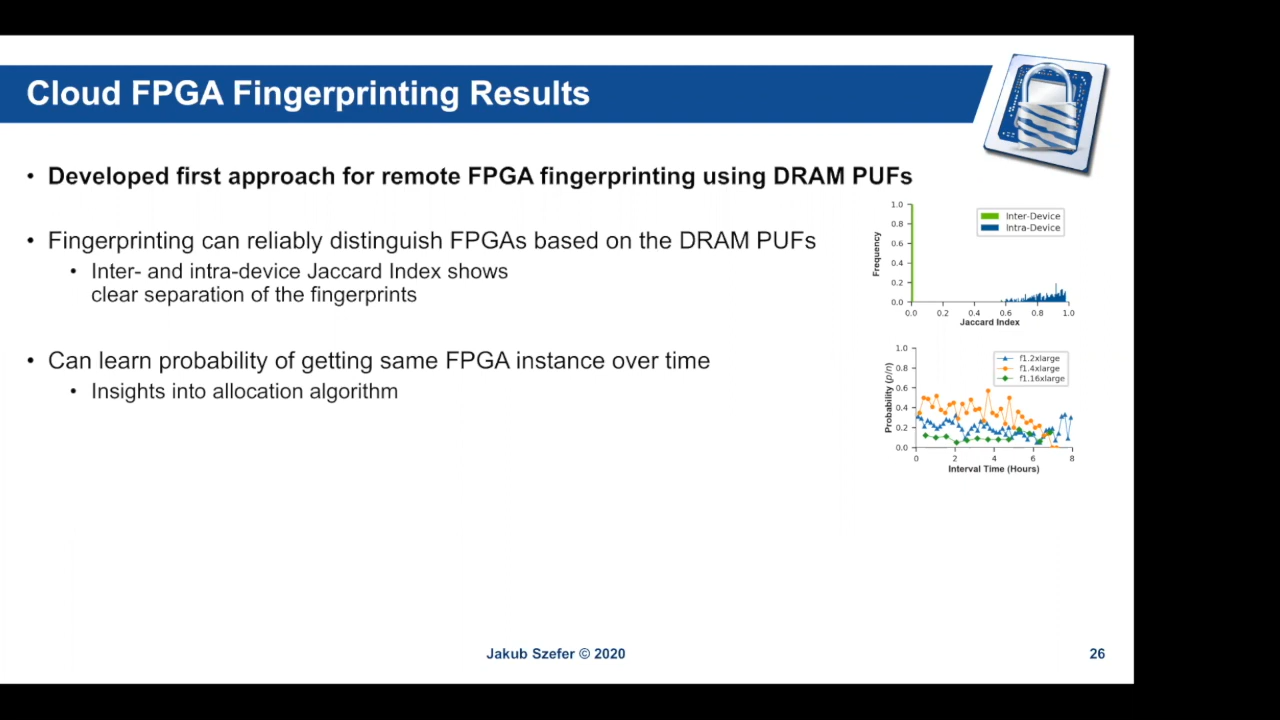 Cloud FPGA Fingerprinting Results
• Developed first approach for remote FPGA fingerprinting using DRAM PUFs
• Fingerprinting can reliably distinguish FPGAs based on the DRAM PUFs
• Inter- and intra-device Jaccard Index shows
clear separation of the fingerprints
• Can learn probability of getting same FPGA instance over time
• Insights into allocation algorithm
Inter-Device
Intra-Device
Frequency
1.0
0.8
0.6
0.4
0.2
0.0
0.0 0.2 0.4 0.6 0.8 1.0
Jaccard Index
f1.2xlarge
f1.4xlarge
f1.16xlarge
Probability (p/n)
1.0
0.8
0.6
0.4
0.2
0.0
0 2 4 6 8
Interval Time (Hours)
Jakub Szefer © 2020
26